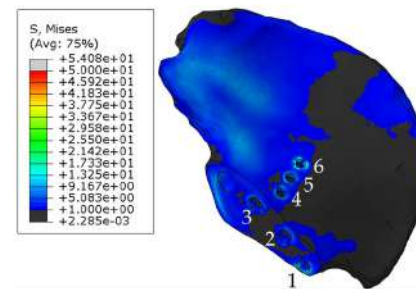 S, Mises
(Avg: 75%)
+5.408e+01
+5.000e+01
+4.592e+01
+4.183e+01
+3.775e+01
+3.367e+01
+2.958e+01
+2.550e+01
+2.142e+01
+1.733e+01
+1.325e+01
+9.167e+00
+5.083e+00
+1.000e+00
+2.285e-03
6
5
4
3
2
1